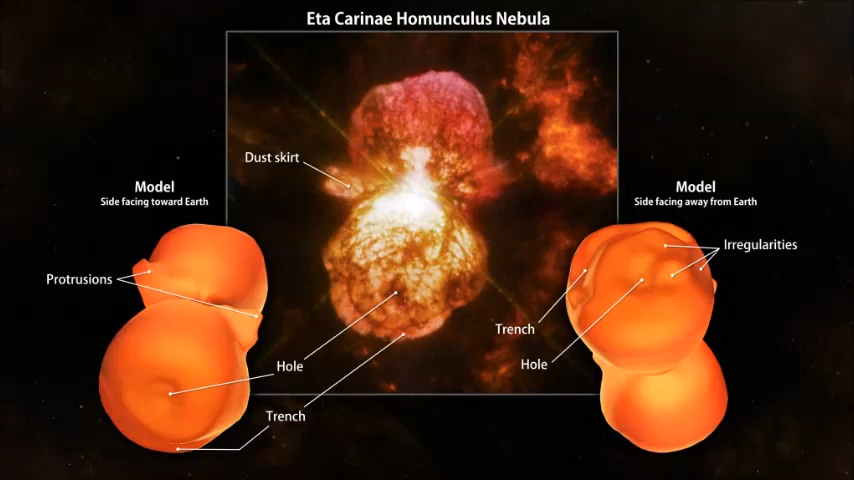 Eta Carinae Homunculus Nebula
Dust skirt
Model
Side facing toward Earth
Model
Side facing away from Earth
Irregularities
Protrusions
Trench
Hole
Hole
Trench